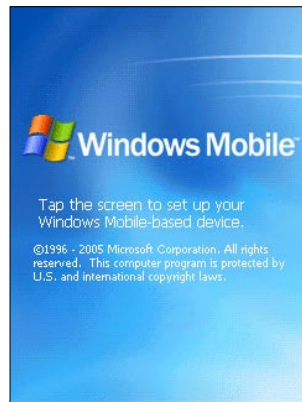 Windows Mobile™
Tap the screen to set up your
Windows Mobile-based device.
©1996 - 2005 Microsoft Corporation. All rights
reserved. This computer program is protected by
U.S. and international copyright laws.